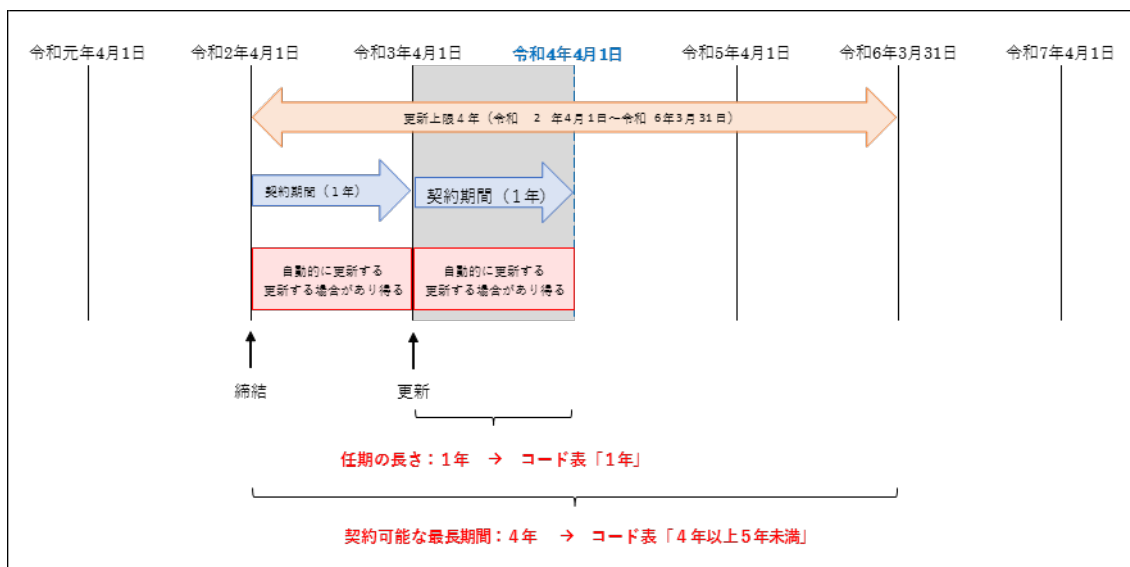 令和元年4月1日
令和2年4月1日
令和3年4月1日
令和4年4月1日
令和5年4月1日
令和6年3月31日
令和7年4月1日
更新上限4年（令和　2　年4月1日～令和 6年3月31日）
契約期間（1年）
契約期間（1年）
自動的に更新する
更新する場合があり得る
自動的に更新する
更新する場合があり得る
締結
更新
任期の長さ：1年　→　コード表「1年」
契約可能な最長期間：4年　→　コード表「4年以上5年未満」